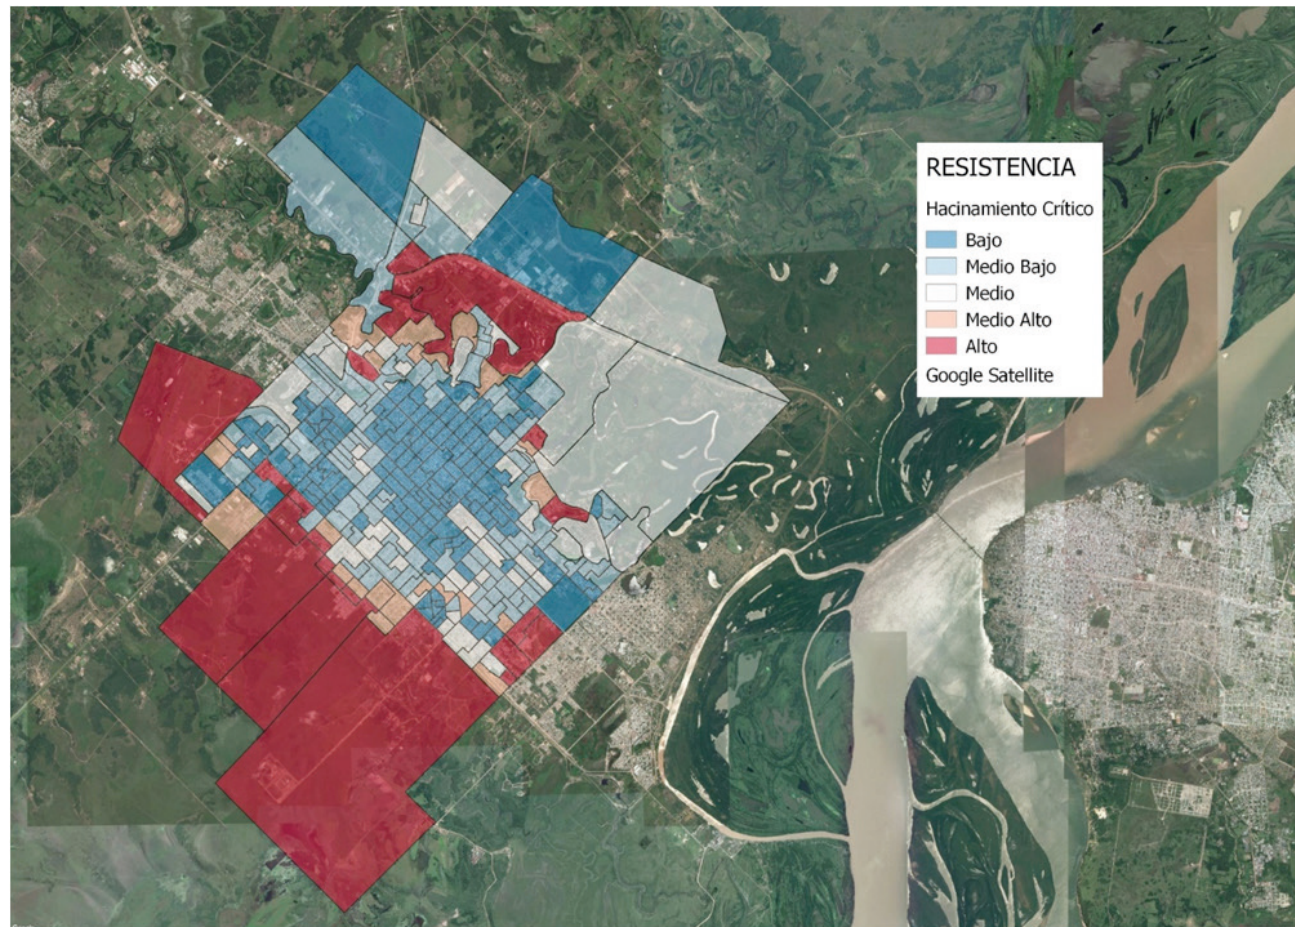 RESISTENCIA
Hacinamiento Crítico
Bajo
Medio Bajo
Medio
Medio Alto
Alto
Google Satellite